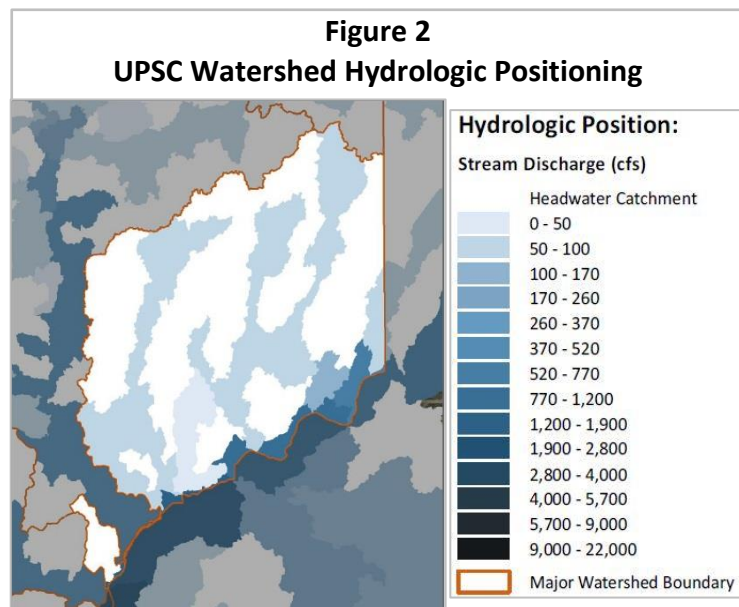 Figure 2
UPSC Watershed Hydrologic Positioning
Hydrologic Position:
Stream Discharge (cfs)
Headwater Catchment
0 - 50
50 - 100
100 - 170
170 - 260
260 - 370
370 - 520
520 - 770
770 - 1,200
1,200 - 1,900
1,900 - 2,800
2,800 - 4,000
4,000 - 5,700
5,700 - 9,000
9,000 - 22,000
Major Watershed Boundary